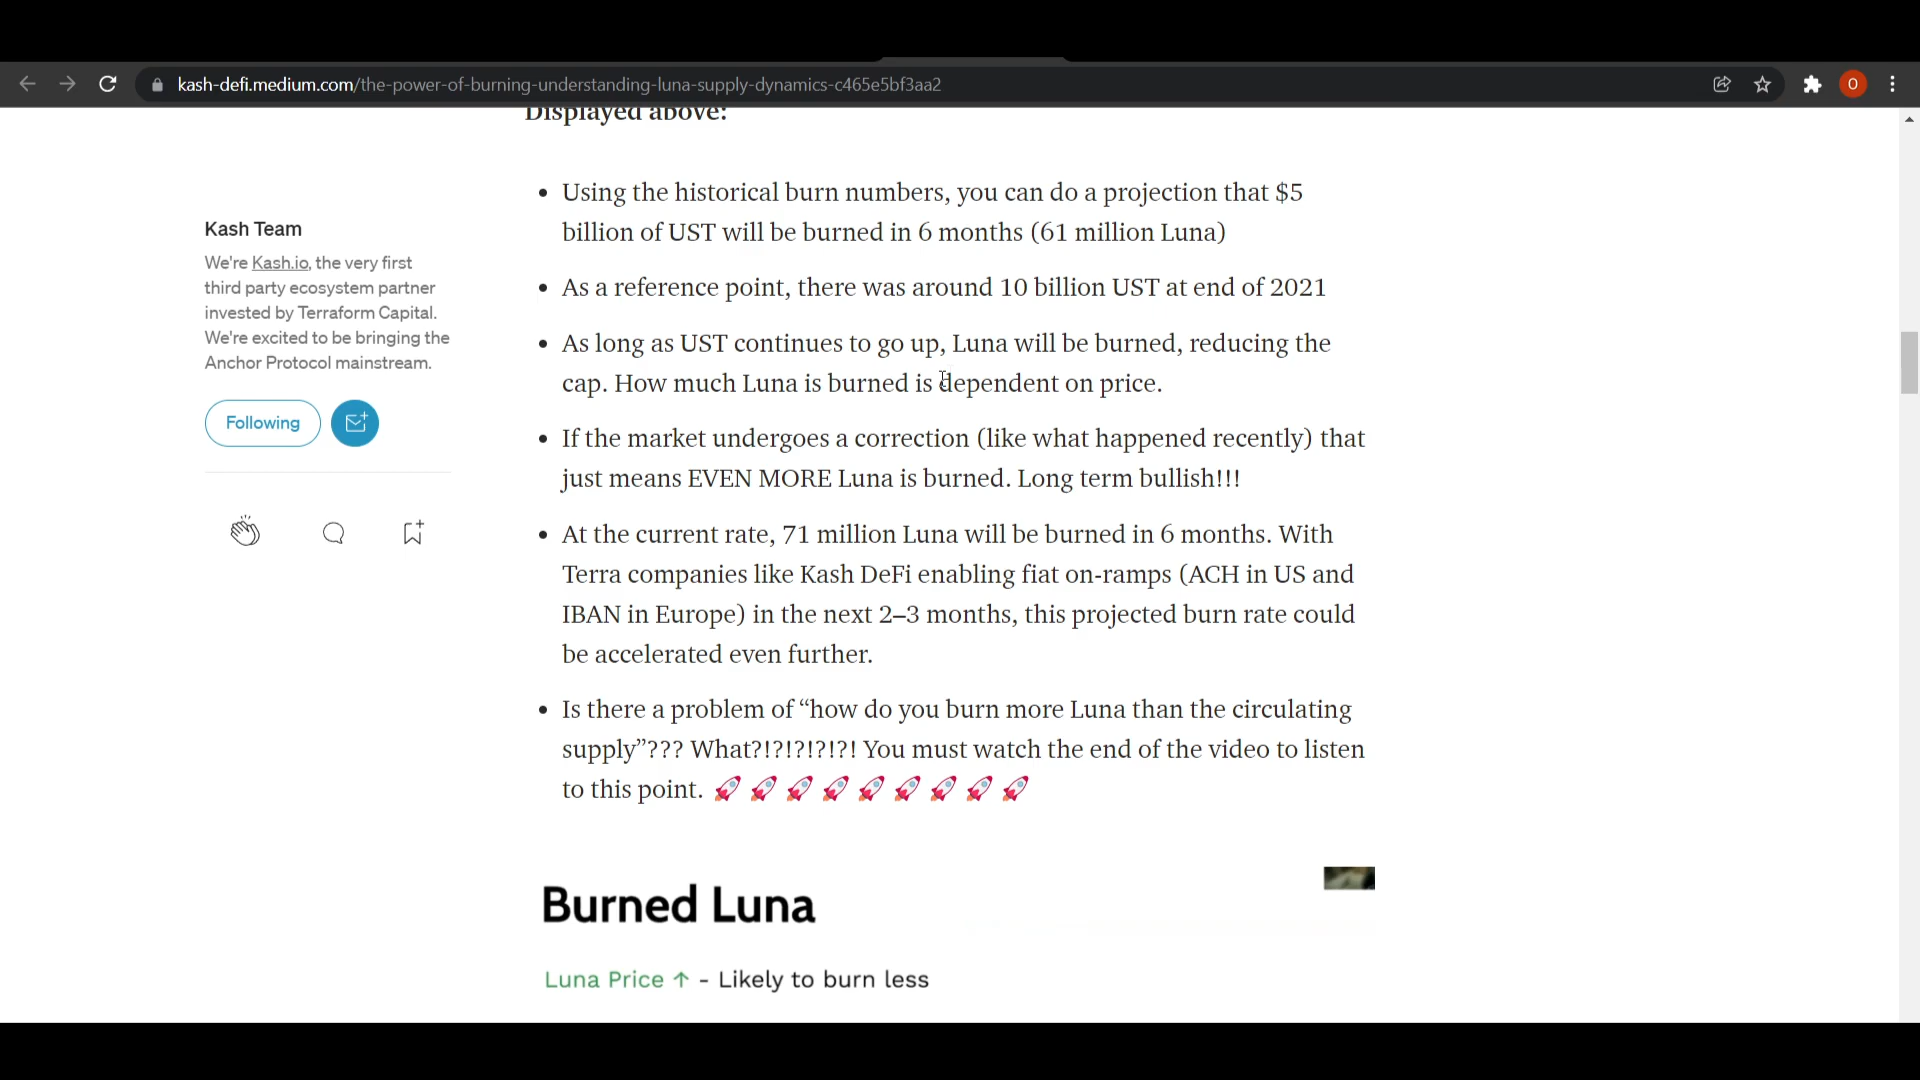 kash-defi.medium.com/the-power-of-burning-understanding-luna-supply-dynamics-c465e5bf3aa2
O
Displayed above:
Kash Team
We're Kash.io, the very first
third party ecosystem partner
invested by Terraform Capital.
We're excited to be bringing the
Anchor Protocol mainstream.
Following
• Using the historical burn numbers, you can do a projection that $5
billion of UST will be burned in 6 months (61 million Luna)
• As a reference point, there was around 10 billion UST at end of 2021
• As long as UST continues to go up, Luna will be burned, reducing the
cap. How much Luna is burned is dependent on price.
• If the market undergoes a correction (like what happened recently) that
just means EVEN MORE Luna is burned. Long term bullish!!!
• At the current rate, 71 million Luna will be burned in 6 months. With
Terra companies like Kash DeFi enabling fiat on-ramps (ACH in US and
IBAN in Europe) in the next 2–3 months, this projected burn rate could
be accelerated even further.
• Is there a problem of “how do you burn more Luna than the circulating
supply”??? What?!?!?!?!?! You must watch the end of the video to listen
to this point. 🚀 🚀 🚀 🚀 🚀 🚀 🚀 🚀 🚀
Burned Luna
Luna Price ↑ - Likely to burn less